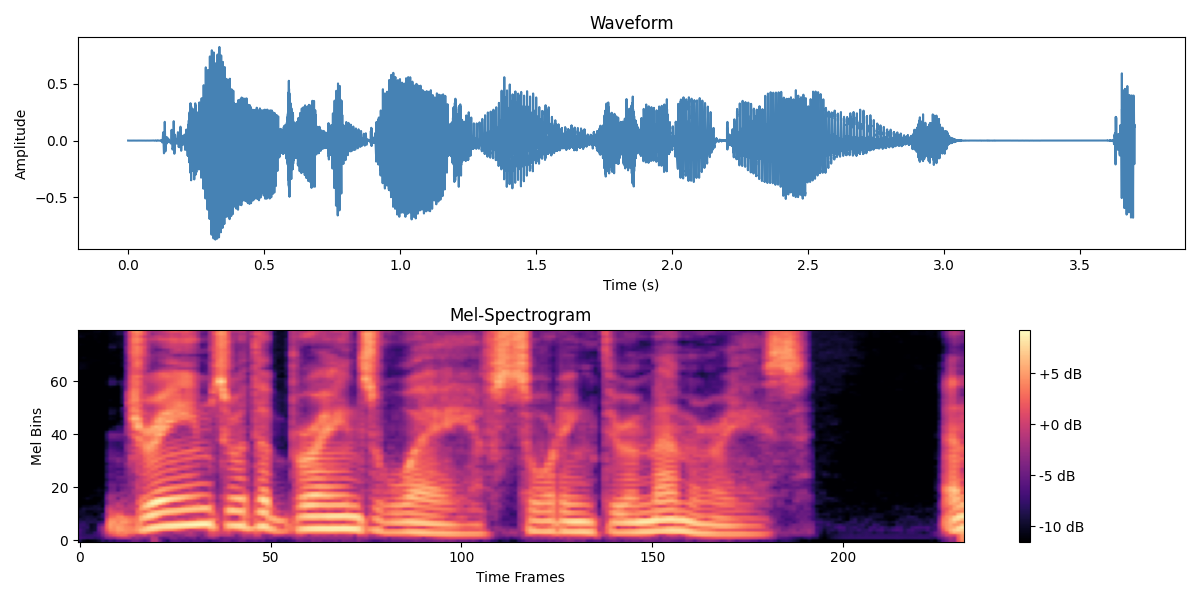 Waveform
Amplitude
0.5
0.0
−0.5
0.0 0.5 1.0 1.5 2.0 2.5 3.0 3.5
Time (s)
Mel-Spectrogram
Mel Bins
60
40
20
0
0 50 100 150 200
Time Frames
+5 dB
+0 dB
-5 dB
-10 dB